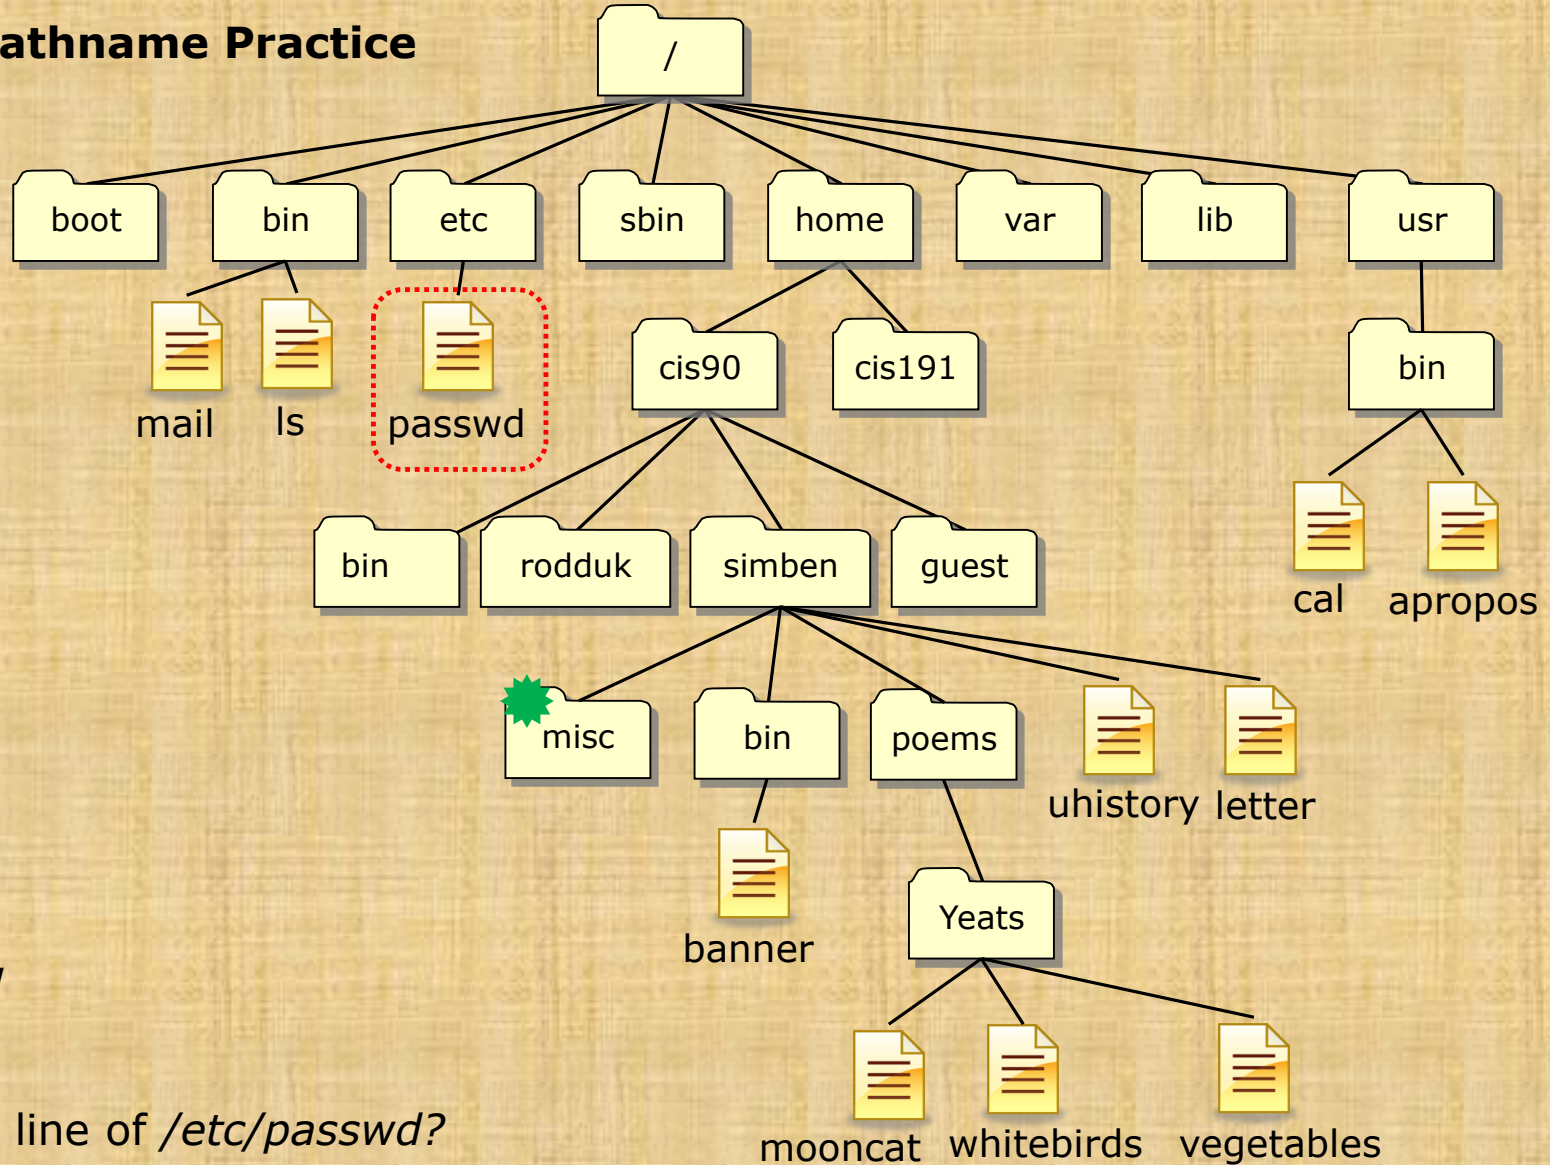 athname Practice
/
boot bin etc sbin home var lib usr
mail ls passwd cis90 cis191 bin
bin rodduk simben guest cal apropos
misc bin poems uhistory letter
banner Yeats
line of /etc/passwd?
mooncat whitebirds vegetables